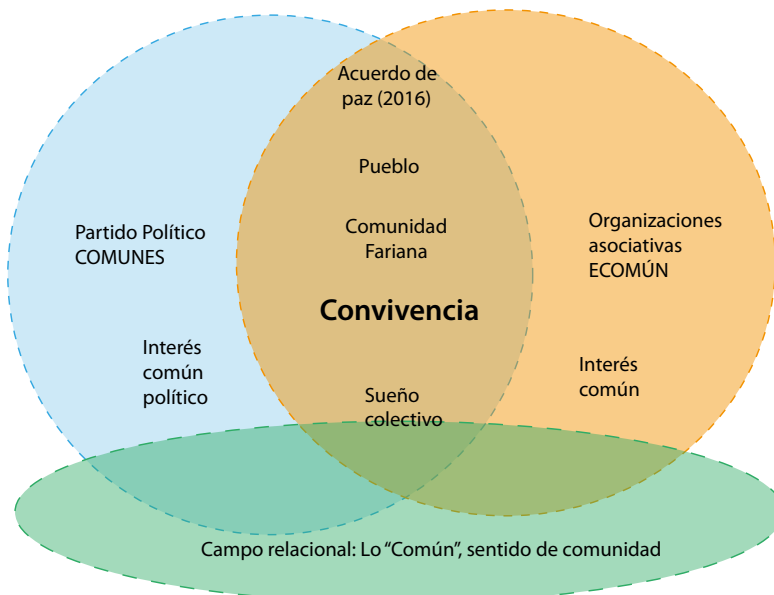 Acuerdo de
paz (2016)
Pueblo
Comunidad
Fariana
Convivencia
Sueño
colectivo
Partido Político
COMUNES
Interés
común
político
Organizaciones
asociativas
ECOMÚN
Interés
común
Campo relacional: Lo “Común”, sentido de comunidad